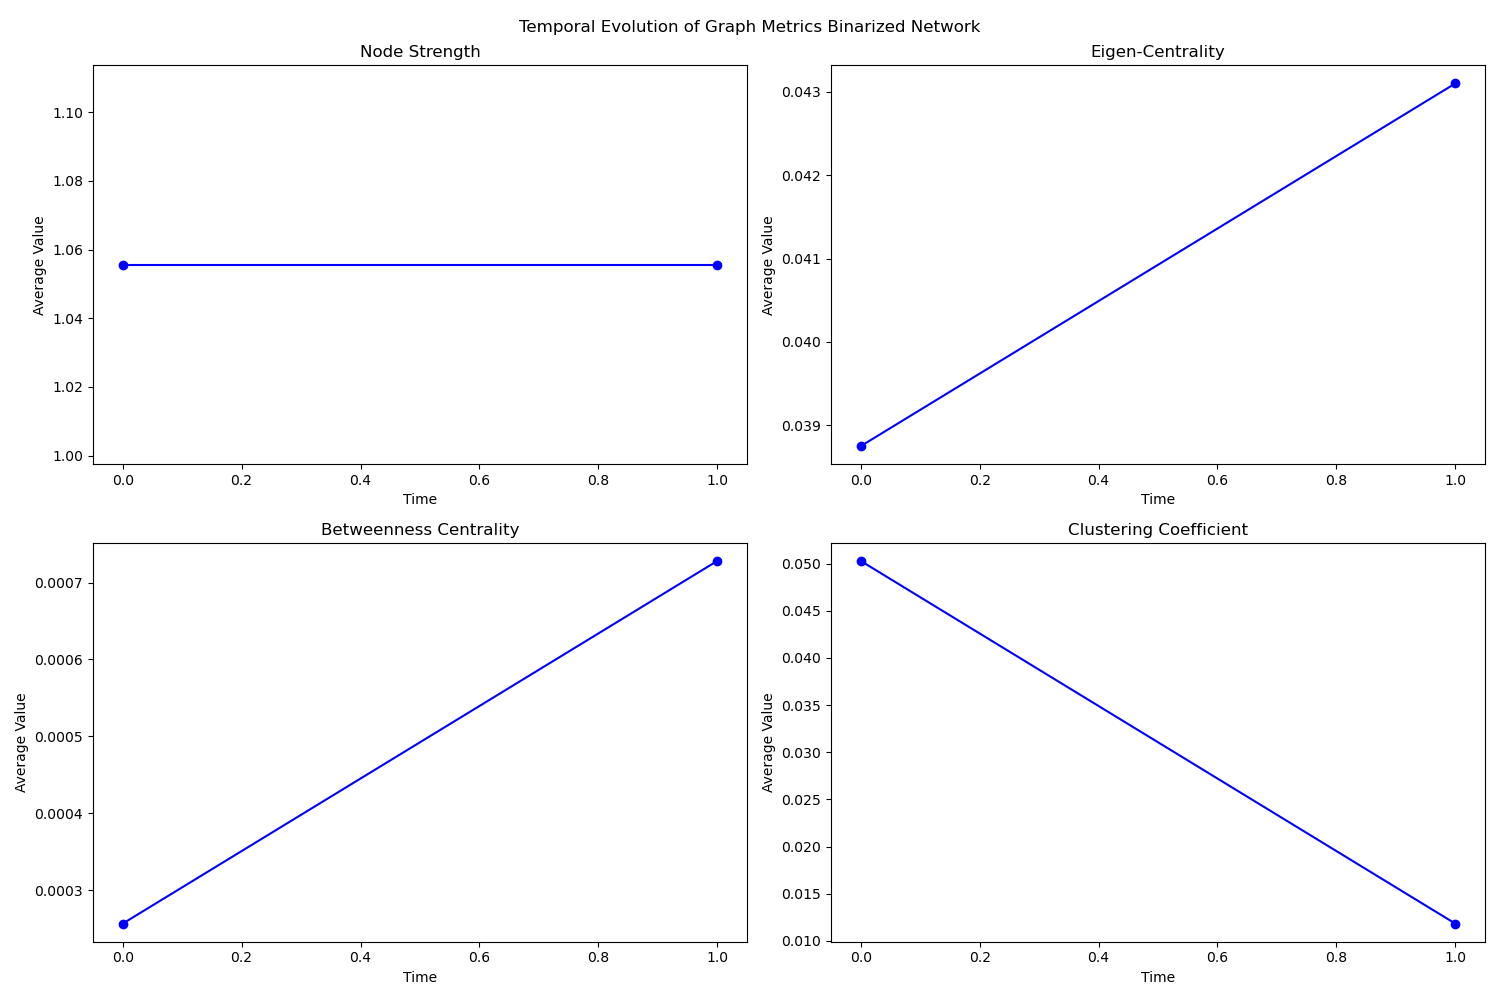 Temporal Evolution of Graph Metrics Binarized Network
Node Strength
1.10
1.08
1.06
1.04
1.02
1.00
Average Value
0.0 0.2 0.4 0.6 0.8 1.0
Time
Eigen-Centrality
0.043
0.042
0.041
0.040
0.039
Average Value
0.0 0.2 0.4 0.6 0.8 1.0
Time
Betweenness Centrality
0.0007
0.0006
0.0005
0.0004
0.0003
Average Value
0.0 0.2 0.4 0.6 0.8 1.0
Time
Clustering Coefficient
0.050
0.045
0.040
0.035
0.030
0.025
0.020
0.015
0.010
Average Value
0.0 0.2 0.4 0.6 0.8 1.0
Time